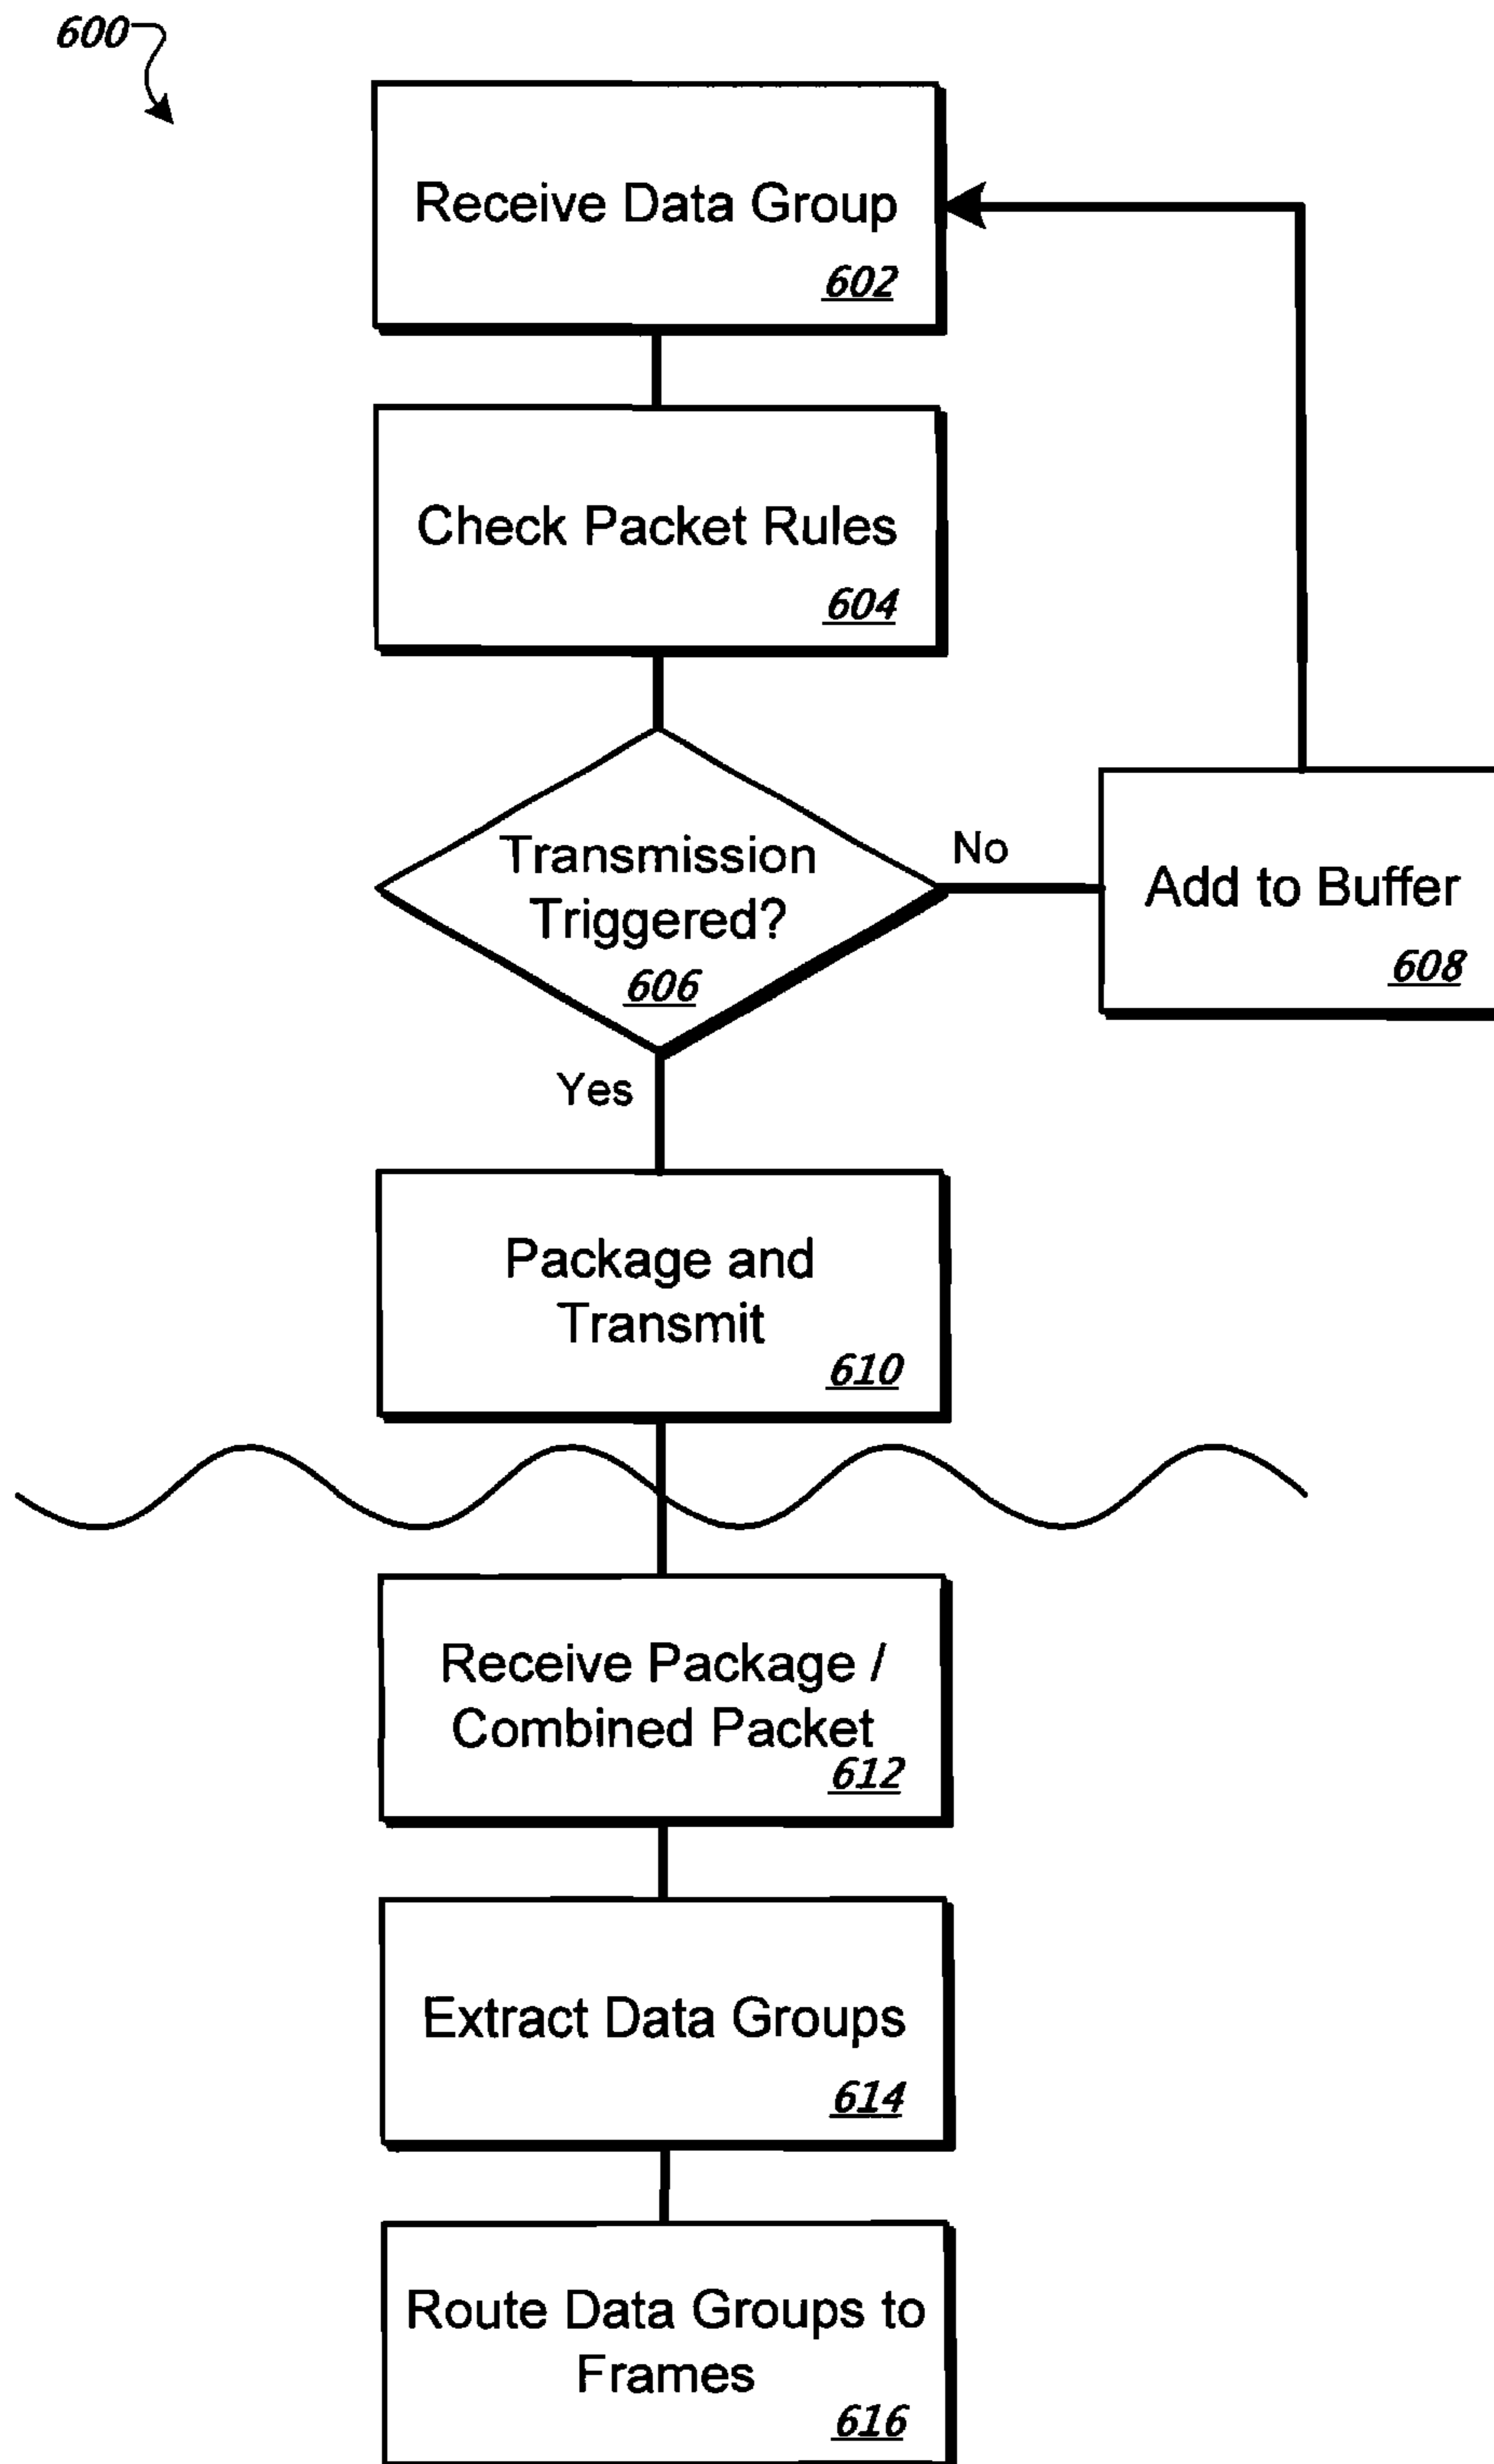 600
Receive Data Group
602
Check Packet Rules
604
Transmission
Triggered?
606
No
Add to Buffer
608
Yes
Package and
Transmit
610
Receive Package /
Combined Packet
612
Extract Data Groups
614
Route Data Groups to
Frames
616